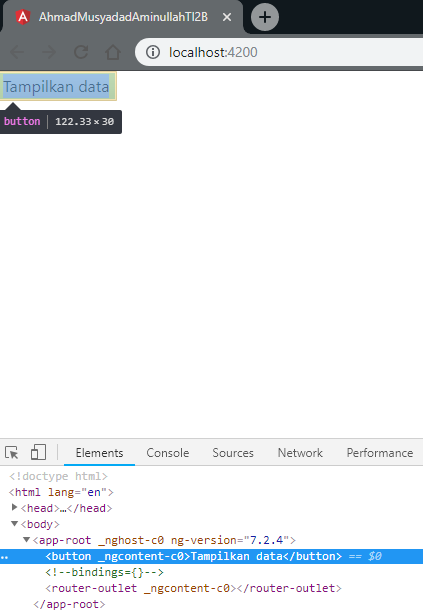 AhmadMusyadadAminullahTI2B
localhost:4200
Tampilkan data
button 122.33 × 30
Elements Console Sources Network Performance
<!doctype html>
<html lang="en">
<head>…</head>
<body>
<app-root _nghost-c0 ng-version="7.2.4">
<button _ngcontent-c0>Tampilkan data</button> == $0
<!--bindings={}-->
<router-outlet _ngcontent-c0></router-outlet>
</app-root>